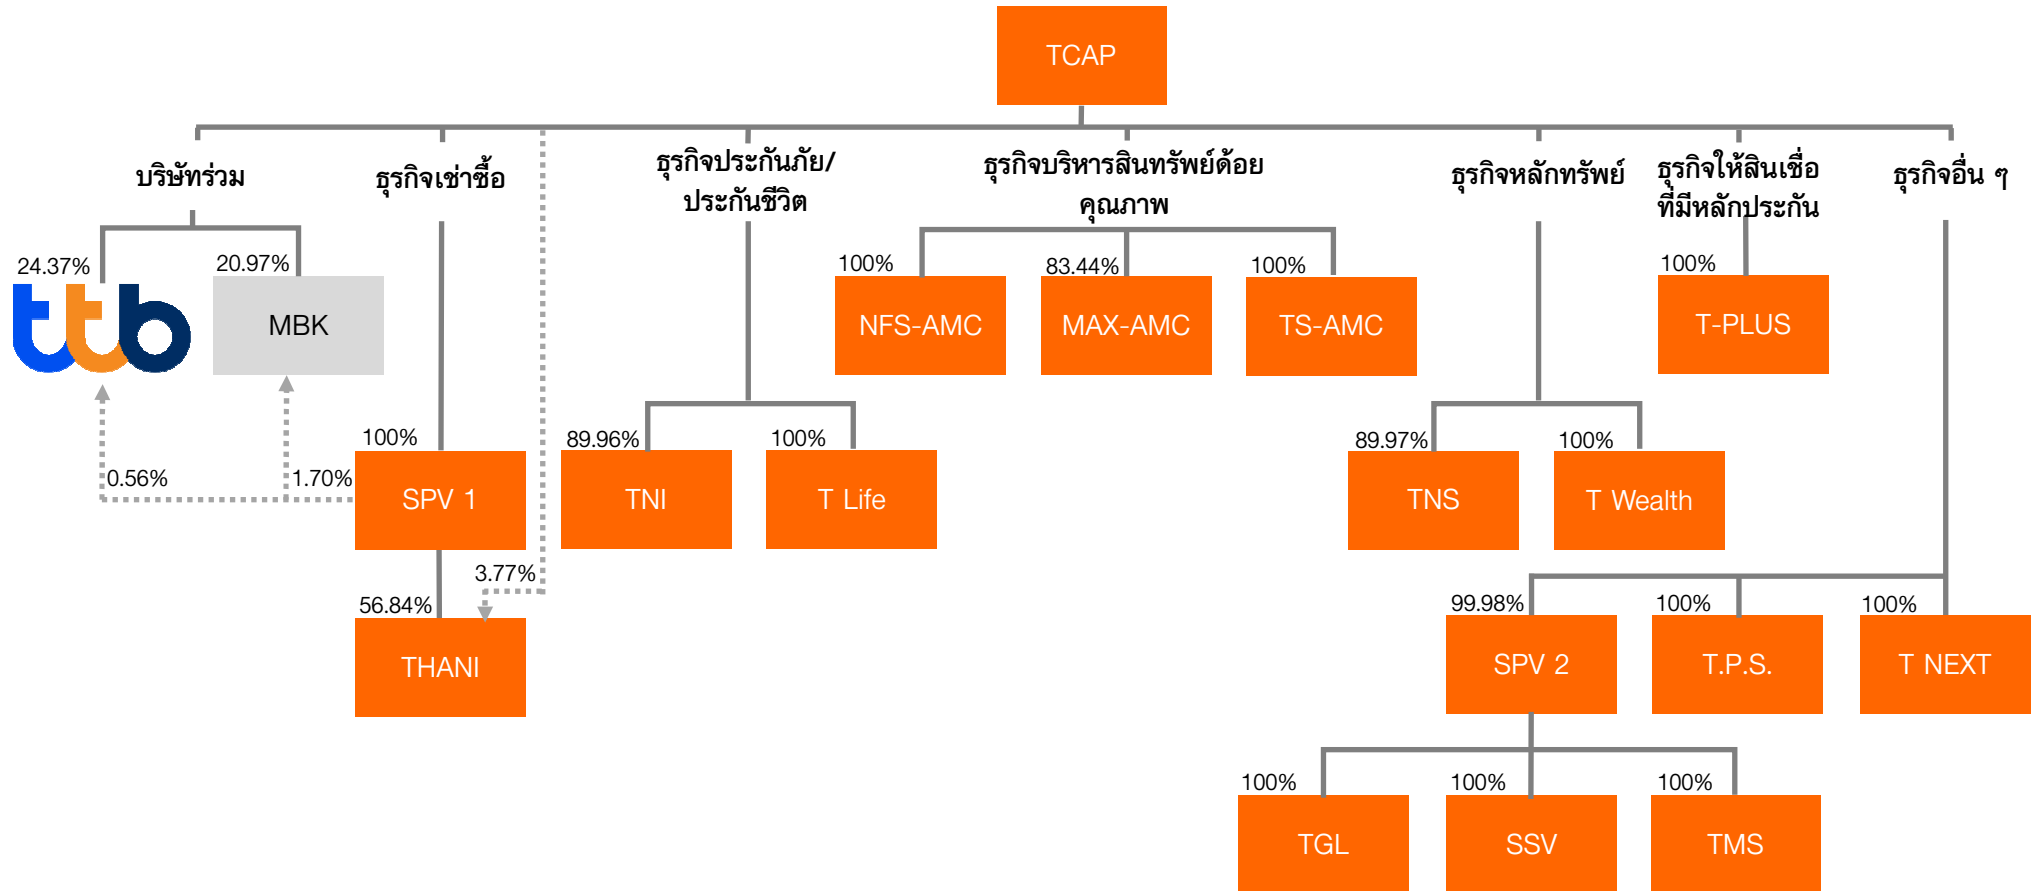 TCAP
บริษัทร่วม
ธุรกิจเช่าซื้อ
ธุรกิจประกันภัย/
ประกันชีวิต
ธุรกิจบริหารสินทรัพย์ด้อย
คุณภาพ
ธุรกิจหลักทรัพย์
ธุรกิจให้สินเชื่อ
ที่มีหลักประกัน
ธุรกิจอื่น ๆ
24.37%
20.97%
100%
83.44%
100%
100%
ttb
MBK
NFS-AMC
MAX-AMC
TS-AMC
T-PLUS
100%
89.96%
100%
89.97%
100%
0.56%
1.70%
SPV 1
TNI
T Life
TNS
T Wealth
3.77%
56.84%
99.98%
100%
100%
THANI
SPV 2
T.P.S.
T NEXT
100%
100%
100%
TGL
SSV
TMS